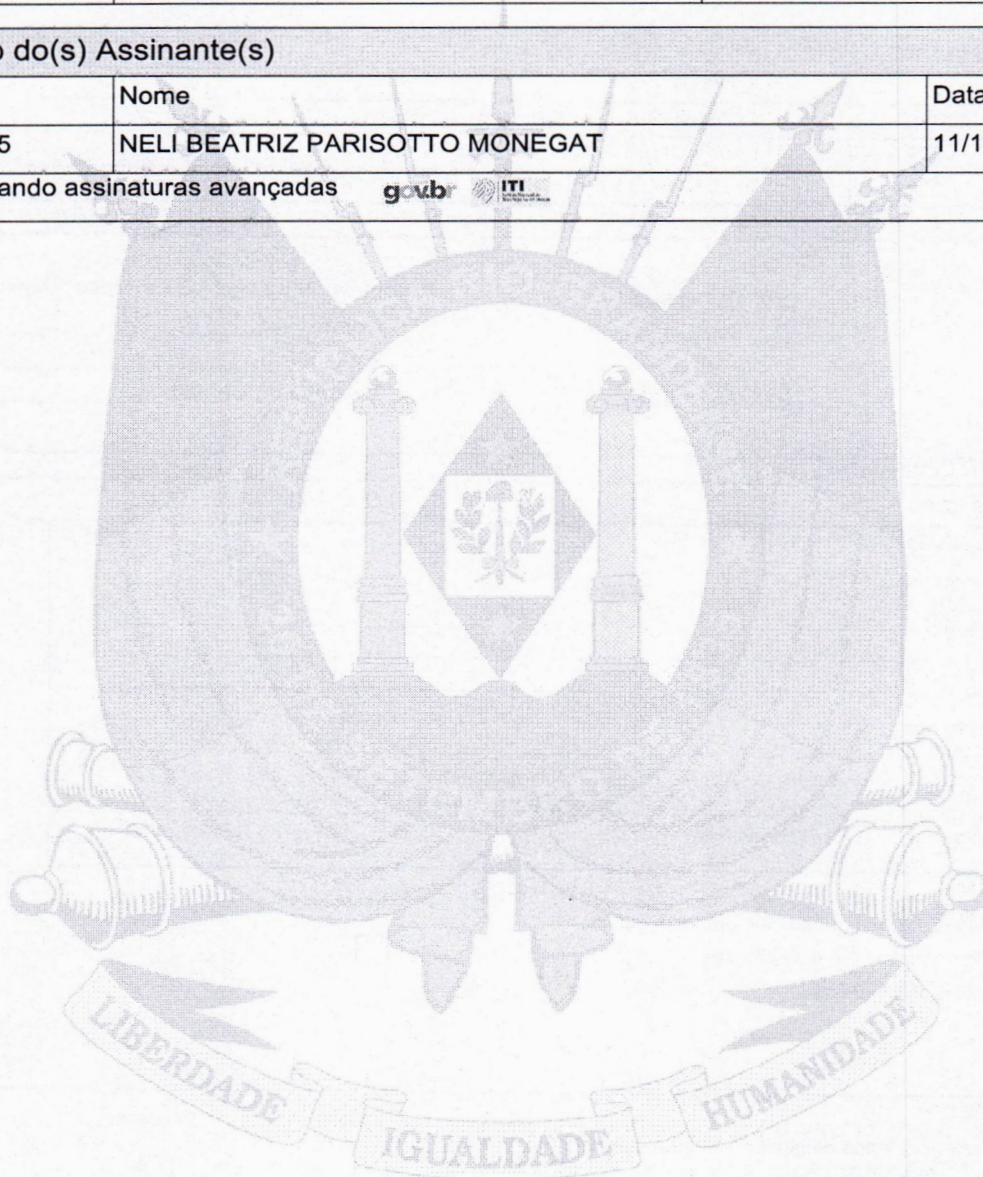 o do(s) Assinante(s)
Nome Data
5 NELI BEATRIZ PARISOTTO MONEGAT 11/1
ando assinaturas avançadas gov.br ITI
LIBERDADE
IGUALDADE
HUMANIDADE